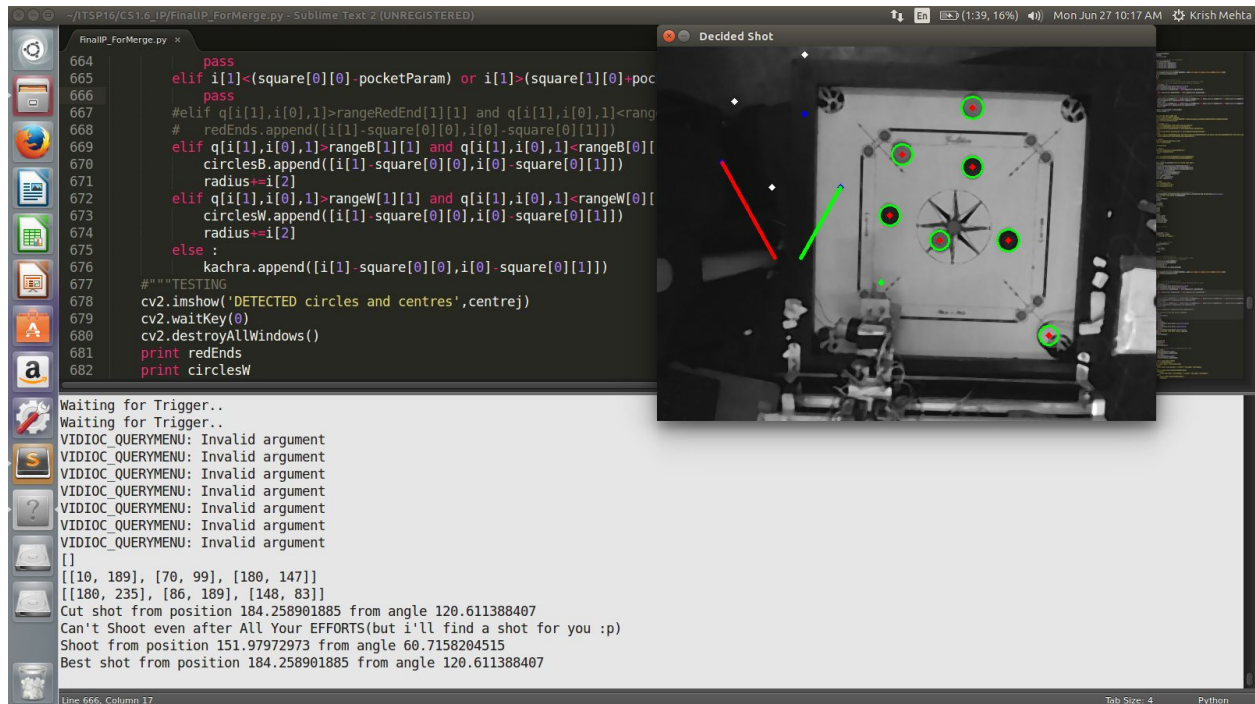 ~/ITSP16/CS1.6_IP/FinalIP_ForMerge.py - Sublime Text 2 (UNREGISTERED)
En (1:39, 16%) Mon Jun 27 10:17 AM Krish Mehta
FinalIP_ForMerge.py ×
Decided Shot
664 pass
665 elif i[1]<(square[0][0]-pocketParam) or i[1]>(square[1][0]+poc
666 pass
667 #elif q[i[1],i[0],1]>rangeRedEnd[1][1] and q[i[1],i[0],1]<rang
668 # redEnds.append([i[1]-square[0][0],i[0]-square[0][1]])
669 elif q[i[1],i[0],1]>rangeB[1][1] and q[i[1],i[0],1]<rangeB[0][
670 circlesB.append([i[1]-square[0][0],i[0]-square[0][1]])
671 radius+=i[2]
672 elif q[i[1],i[0],1]>rangeW[1][1] and q[i[1],i[0],1]<rangeW[0][
673 circlesW.append([i[1]-square[0][0],i[0]-square[0][1]])
674 radius+=i[2]
675 else :
676 kachra.append([i[1]-square[0][0],i[0]-square[0][1]])
677 #"""TESTING
678 cv2.imshow('DETECTED circles and centres',centrej)
679 cv2.waitKey(0)
680 cv2.destroyAllWindows()
681 print redEnds
682 print circlesW
Waiting for Trigger..
Waiting for Trigger..
VIDIOC_QUERYMENU: Invalid argument
VIDIOC_QUERYMENU: Invalid argument
VIDIOC_QUERYMENU: Invalid argument
VIDIOC_QUERYMENU: Invalid argument
VIDIOC_QUERYMENU: Invalid argument
VIDIOC_QUERYMENU: Invalid argument
VIDIOC_QUERYMENU: Invalid argument
[]
[[10, 189], [70, 99], [180, 147]]
[[180, 235], [86, 189], [148, 83]]
Cut shot from position 184.258901885 from angle 120.611388407
Can't Shoot even after All Your EFFORTS(but i'll find a shot for you :p)
Shoot from position 151.97972973 from angle 60.7158204515
Best shot from position 184.258901885 from angle 120.611388407
Line 666, Column 17
Tab Size: 4 Python